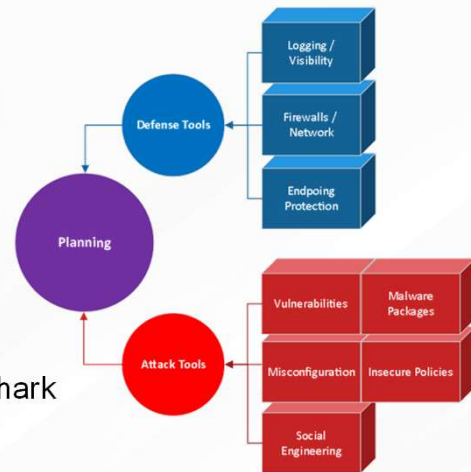 Logging /
Visibility
Defense Tools
Firewalls /
Network
Endpoing
Protection
Planning
Vulnerabilities
Malware
Packages
hark
Attack Tools
Misconfiguration
Insecure Policies
Social
Engineering